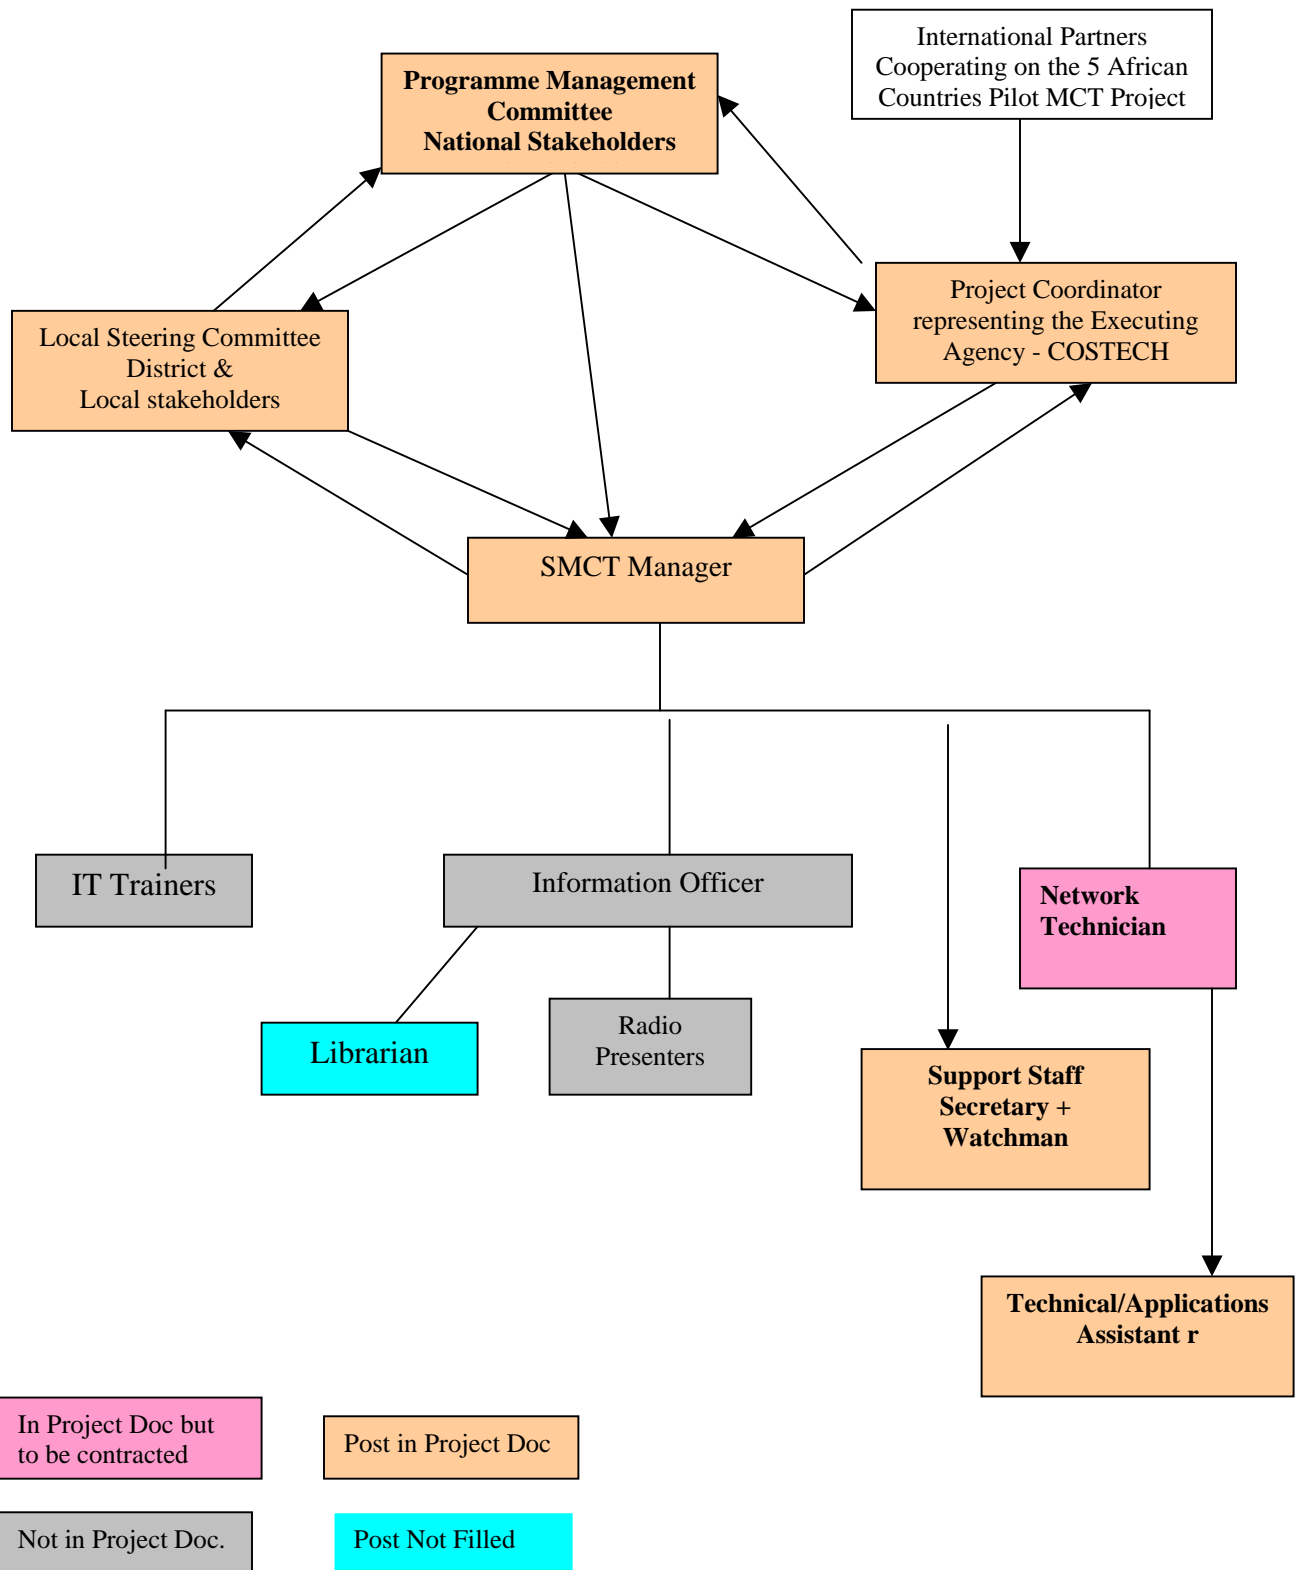 International Partners
Cooperating on the 5 African
Countries Pilot MCT Project
Programme Management
Committee
National Stakeholders
Project Coordinator
representing the Executing
Agency - COSTECH
Local Steering Committee
District &
Local stakeholders
SMCT Manager
IT Trainers
Information Officer
Network
Technician
Librarian
Radio
Presenters
Support Staff
Secretary +
Watchman
Technical/Applications
Assistant r
In Project Doc but
to be contracted
Post in Project Doc
Not in Project Doc.
Post Not Filled